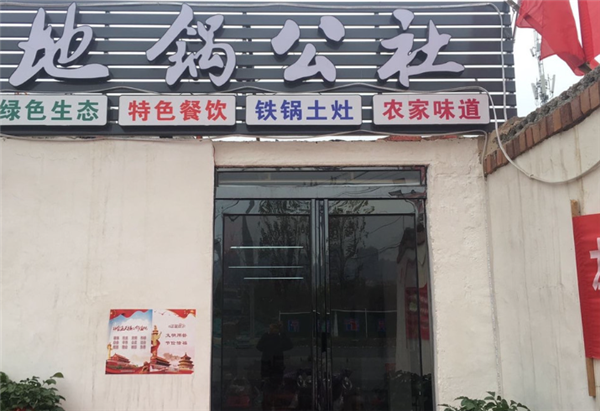 地锅公社
绿色生态 特色餐饮 铁锅土灶 农家味道